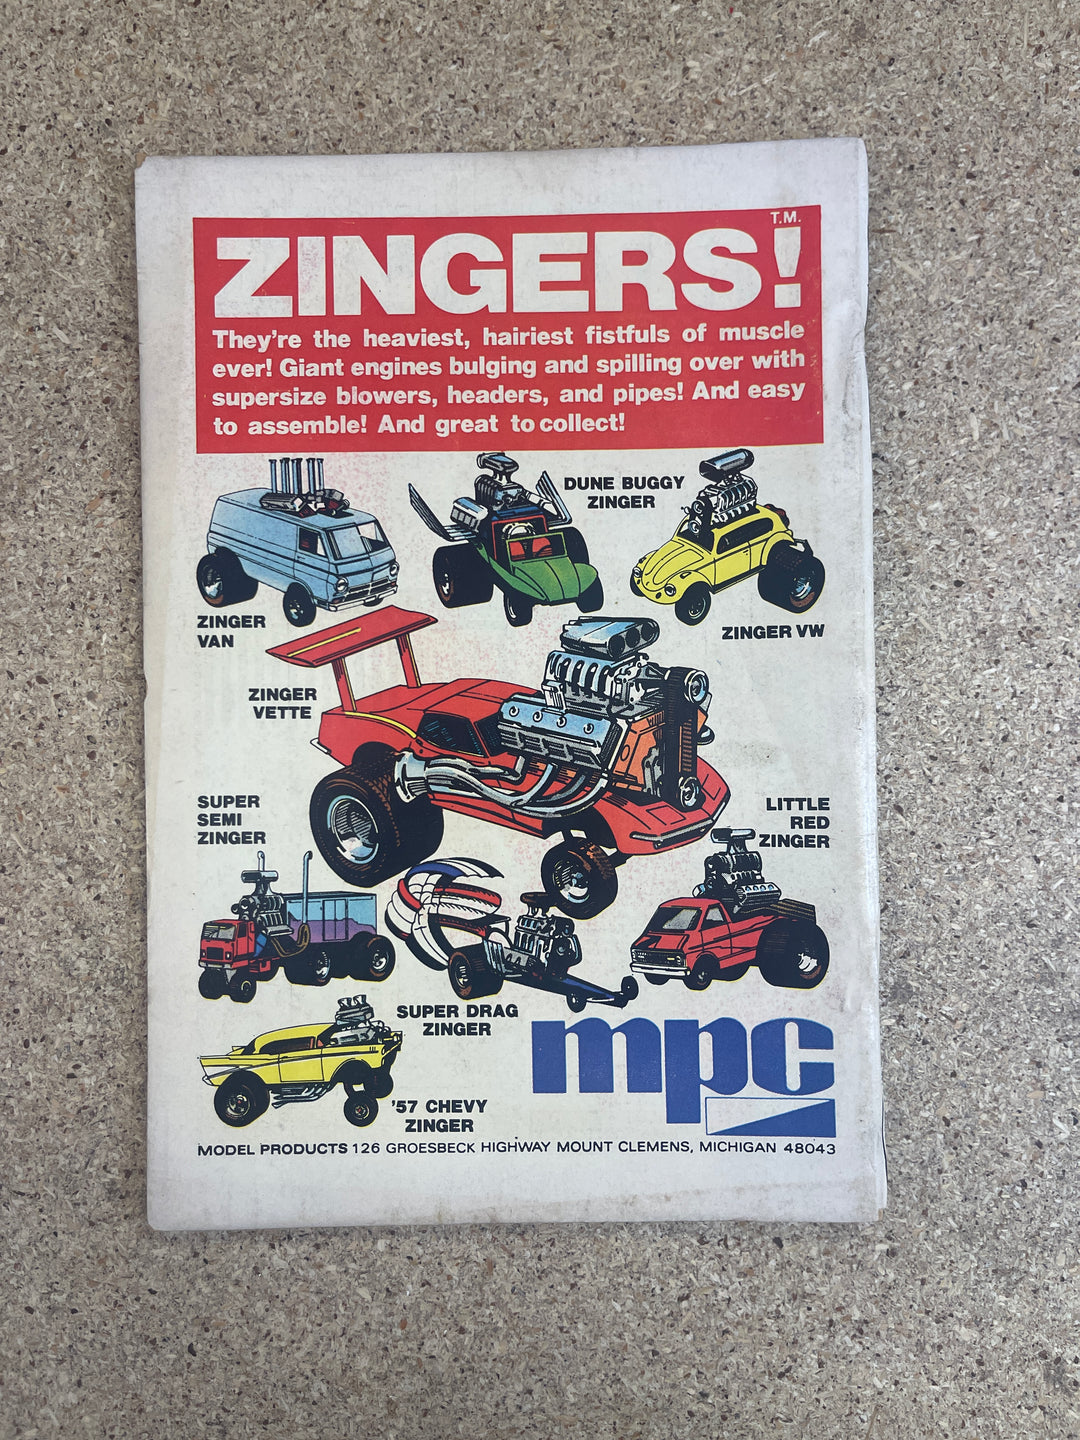 T.M.
ZINGERS!
They're the heaviest, hairiest fistfuls of muscle
ever! Giant engines bulging and spilling over with
supersize blowers, headers, and pipes! And easy
to assemble! And great to collect!
DUNE BUGGY
ZINGER
ZINGER
VAN
ZINGER VW
ZINGER
VETTE
SUPER
SEMI
ZINGER
LITTLE
RED
ZINGER
SUPER DRAG
ZINGER
'57 CHEVY
ZINGER
mpc
MODEL PRODUCTS 126 GROESBECK HIGHWAY MOUNT CLEMENS, MICHIGAN 48043